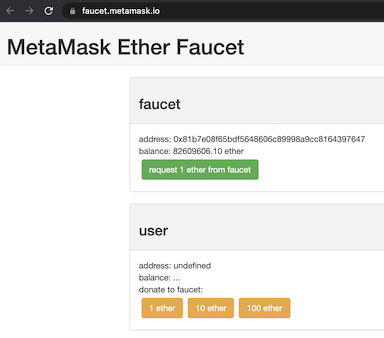 faucet.metamask.io
MetaMask Ether Faucet
faucet
address: 0x81b7e08f65bdf5648606c89998a9cc8164397647
balance: 82609606.10 ether
request 1 ether from faucet
user
address: undefined
balance: ...
donate to faucet:
1 ether 10 ether 100 ether